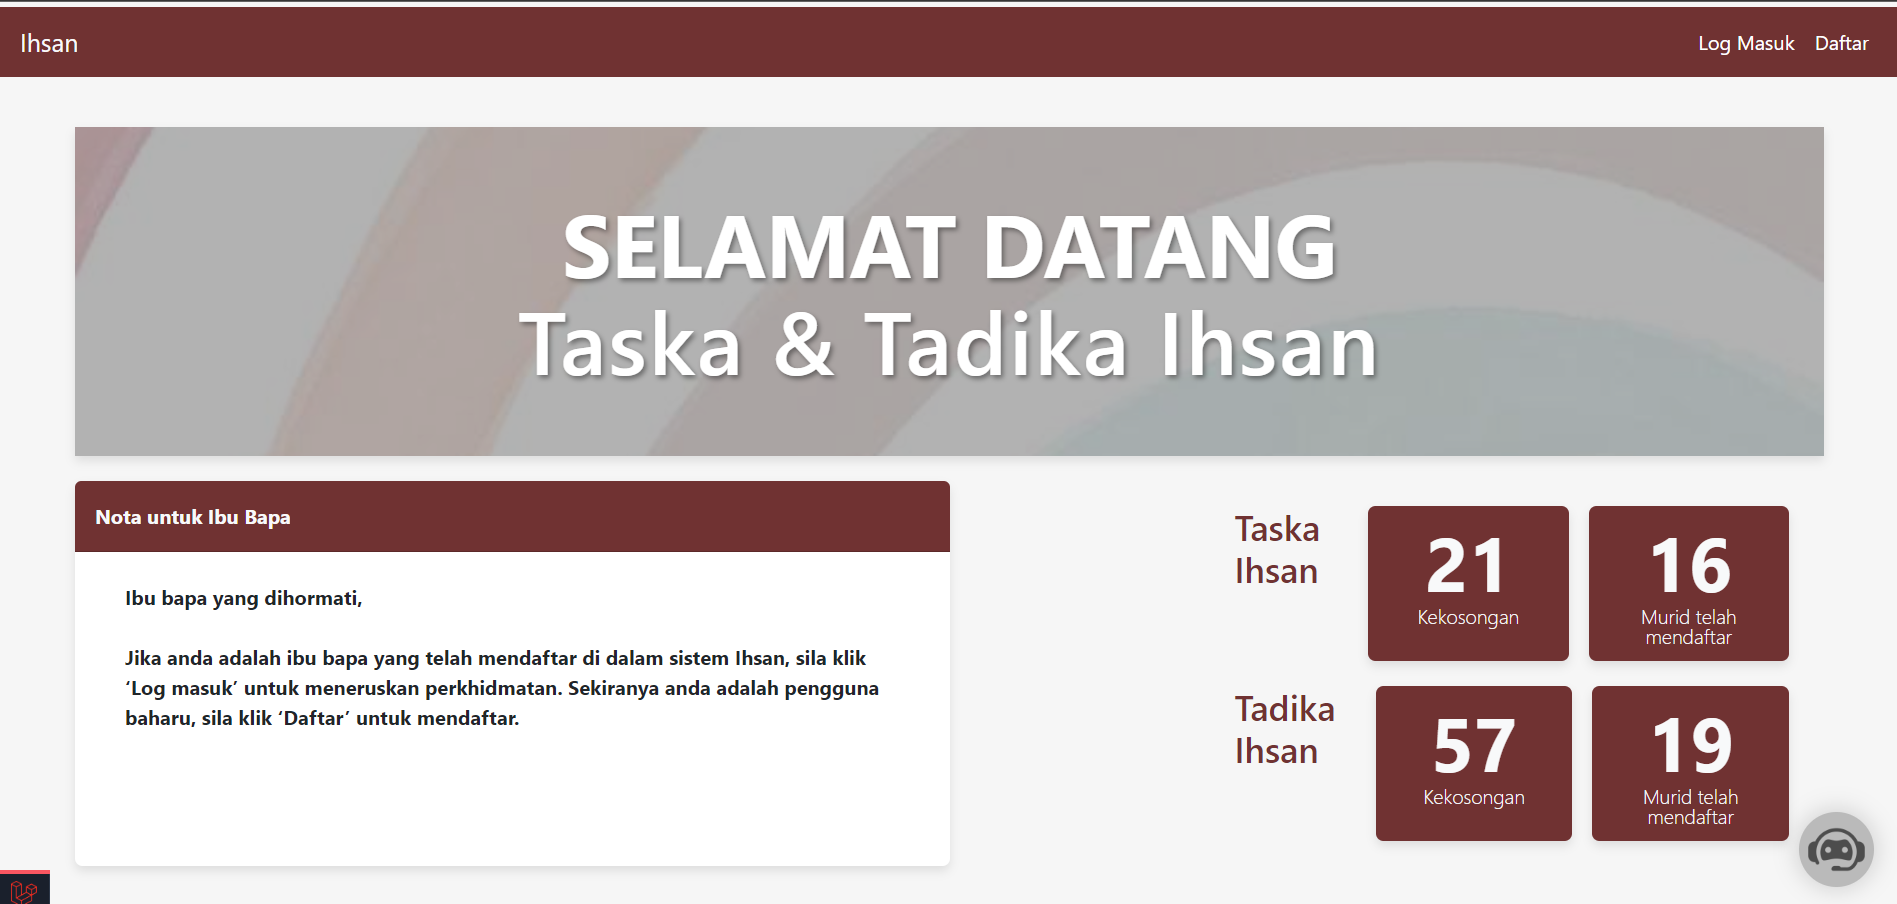 Ihsan
Log Masuk Daftar
SELAMAT DATANG
Taska & Tadika Ihsan
Nota untuk Ibu Bapa
Ibu bapa yang dihormati,
Jika anda adalah ibu bapa yang telah mendaftar di dalam sistem Ihsan, sila klik
‘Log masuk’ untuk meneruskan perkhidmatan. Sekiranya anda adalah pengguna
baharu, sila klik ‘Daftar’ untuk mendaftar.
Taska
Ihsan
21
Kekosongan
16
Murid telah
mendaftar
Tadika
Ihsan
57
Kekosongan
19
Murid telah
mendaftar